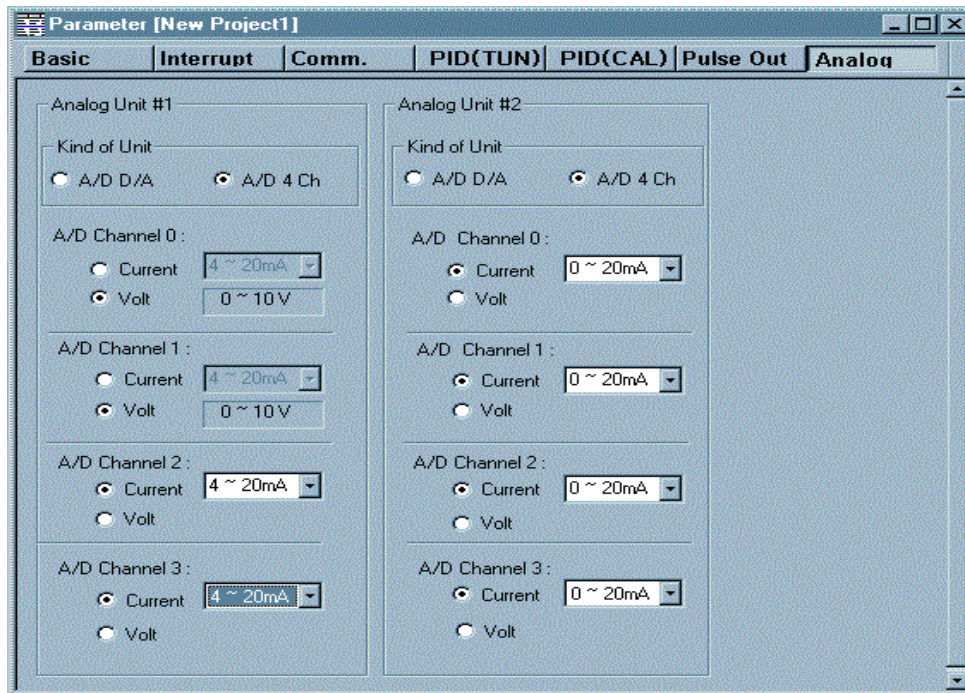 Parameter [New Project1]
Basic Interrupt Comm. PID(TUN) PID(CAL) Pulse Out Analog
Analog Unit #1
Kind of Unit
A/D D/A A/D 4 Ch
A/D Channel 0 :
Current 4 ~ 20mA
Volt 0 ~ 10 V
A/D Channel 1 :
Current 4 ~ 20mA
Volt 0 ~ 10 V
A/D Channel 2 :
Current 4 ~ 20mA
Volt
A/D Channel 3 :
Current 4 ~ 20mA
Volt
Analog Unit #2
Kind of Unit
A/D D/A A/D 4 Ch
A/D Channel 0 :
Current 0 ~ 20mA
Volt
A/D Channel 1 :
Current 0 ~ 20mA
Volt
A/D Channel 2 :
Current 0 ~ 20mA
Volt
A/D Channel 3 :
Current 0 ~ 20mA
Volt